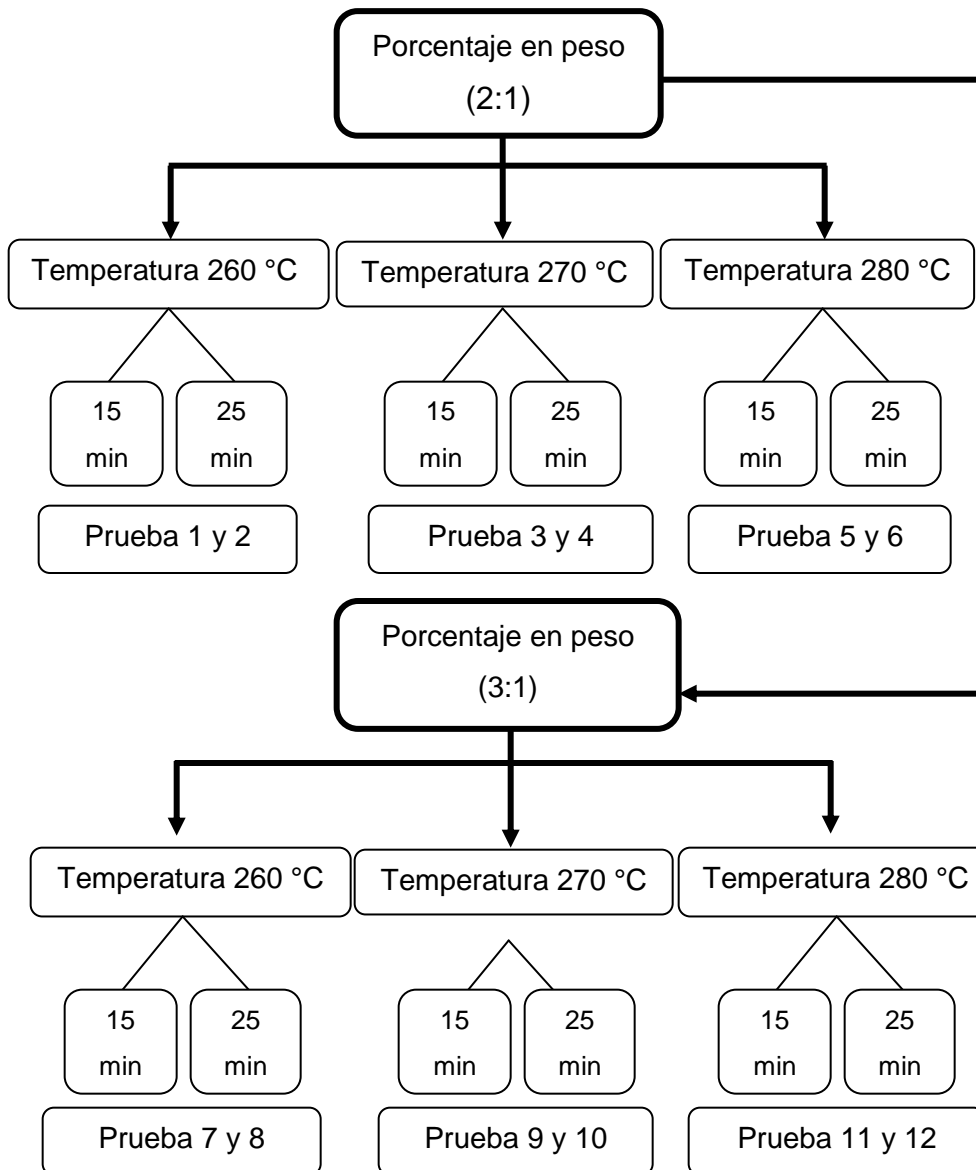 Porcentaje en peso
(2:1)
Temperatura 260 °C
Temperatura 270 °C
Temperatura 280 °C
15
min
25
min
15
min
25
min
15
min
25
min
Prueba 1 y 2
Prueba 3 y 4
Prueba 5 y 6
Porcentaje en peso
(3:1)
Temperatura 260 °C
Temperatura 270 °C
Temperatura 280 °C
15
min
25
min
15
min
25
min
15
min
25
min
Prueba 7 y 8
Prueba 9 y 10
Prueba 11 y 12